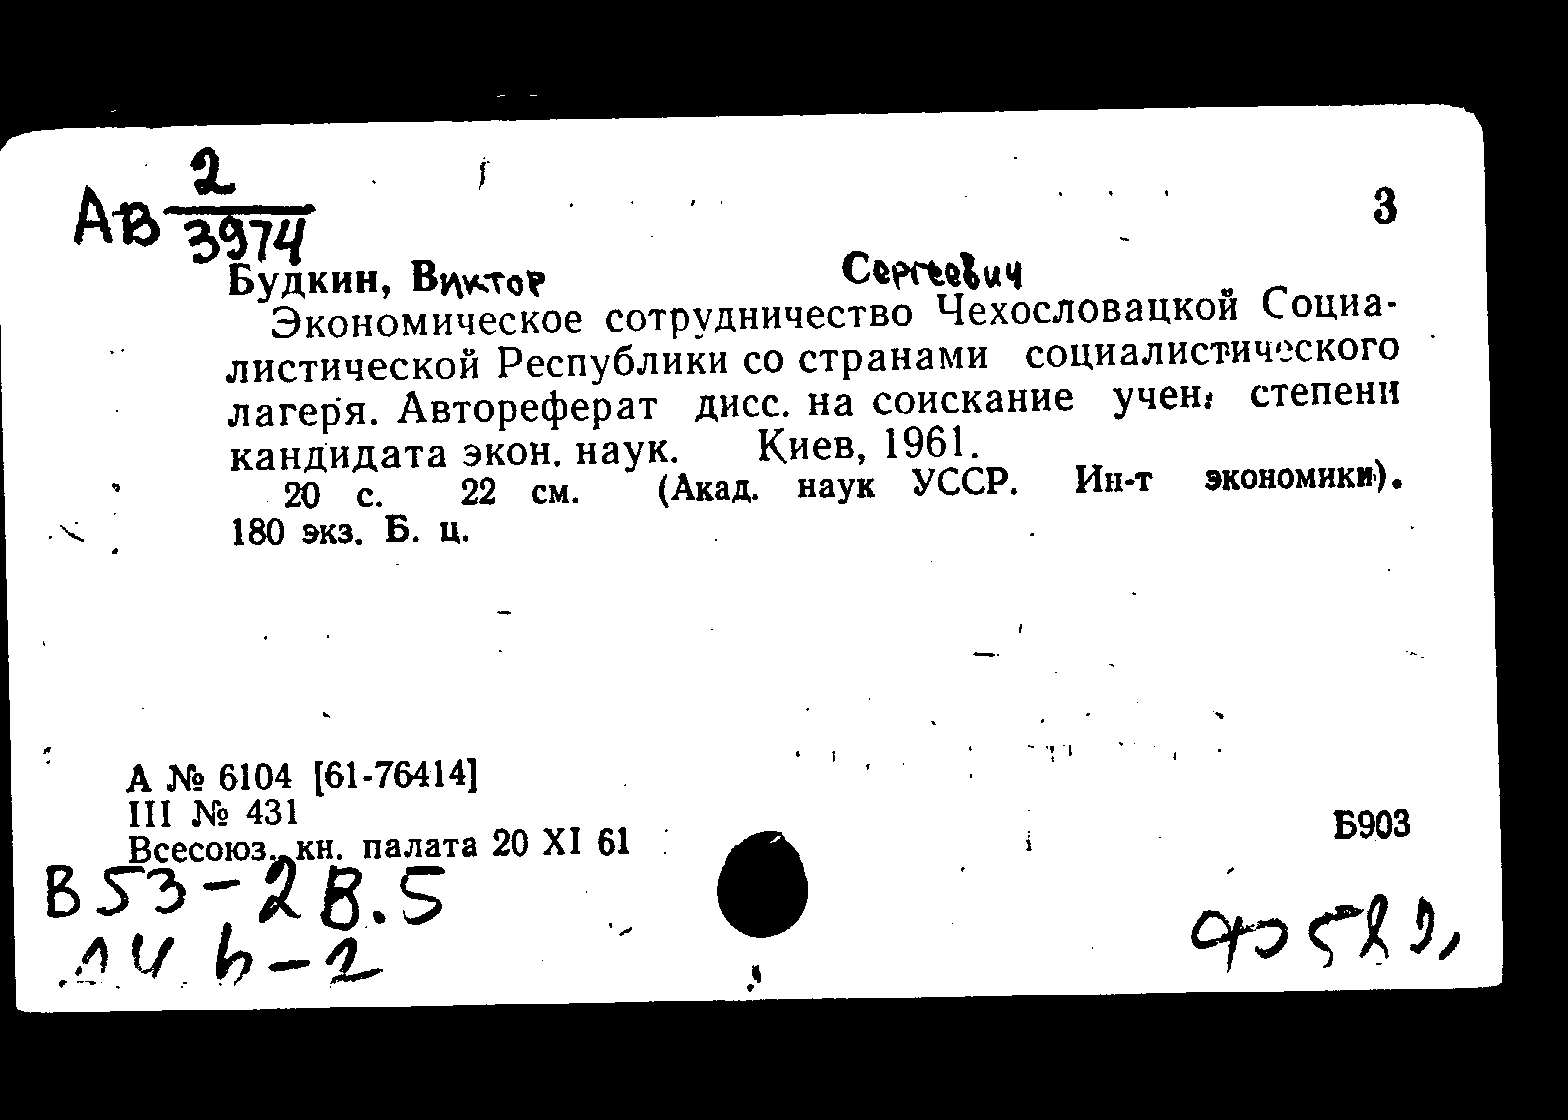 2
АВ 3974
3
Будкин, Виктор Сергеевич
Экономическое сотрудничество Чехословацкой Социа-
листической Республики со странами социалистического
лагеря. Автореферат дисс. на соискание учен. степени
кандидата экон. наук. Киев, 1961.
20 с. 22 см. (Акад. наук УССР. Ин-т экономики).
180 экз. Б. ц.
А № 6104 [61-76414]
III № 431
Всесоюз. кн. палата 20 XI 61
Б903
В53-2В.5